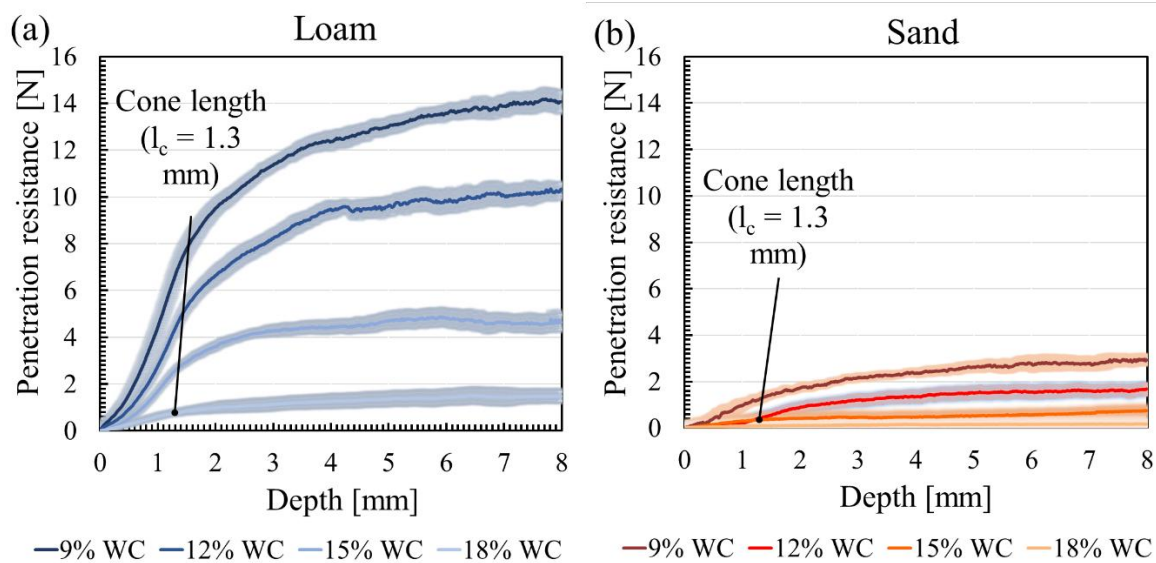 (a)
Loam
Penetration resistance [N]
16
14
12
10
8
6
4
2
0
Cone length
(lc = 1.3
mm)
0 1 2 3 4 5 6 7 8
Depth [mm]
9% WC 12% WC 15% WC 18% WC
(b)
Sand
Penetration resistance [N]
16
14
12
10
8
6
4
2
0
Cone length
(lc = 1.3
mm)
0 1 2 3 4 5 6 7 8
Depth [mm]
9% WC 12% WC 15% WC 18% WC